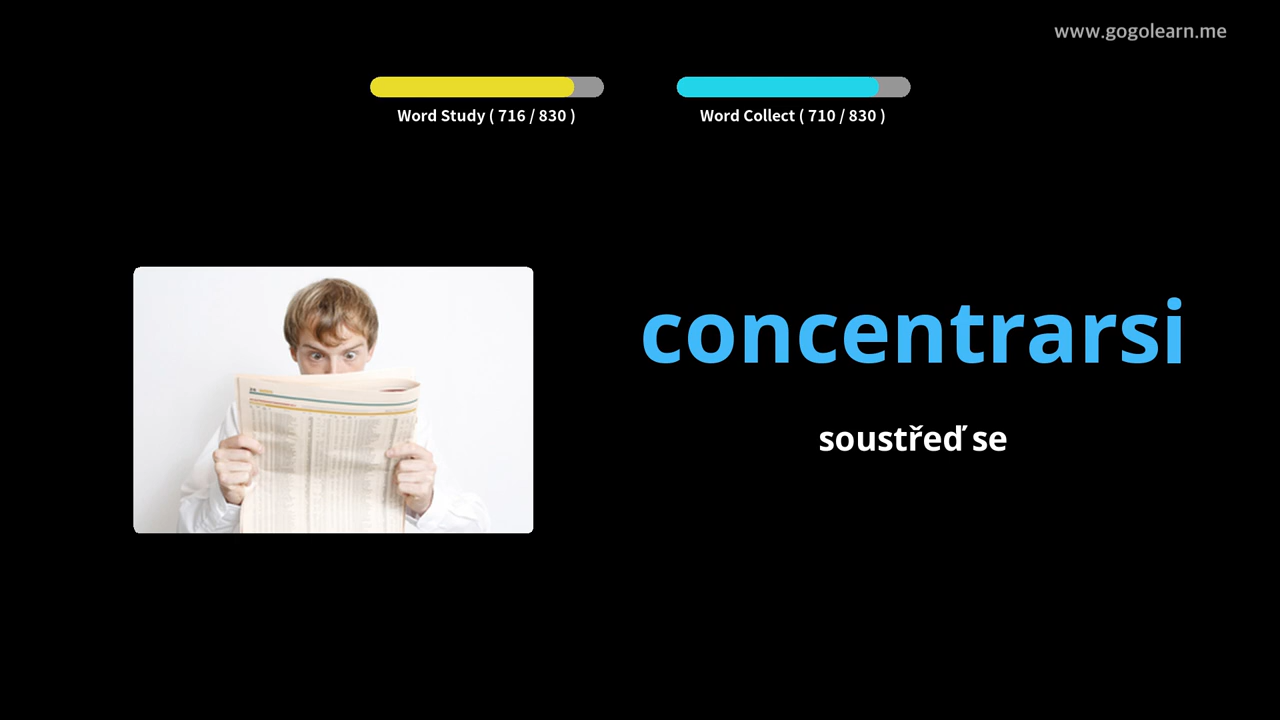 www.gogolearn.me
Word Study ( 716 / 830 )
Word Collect ( 710 / 830 )
concentrarsi
soustřeď se